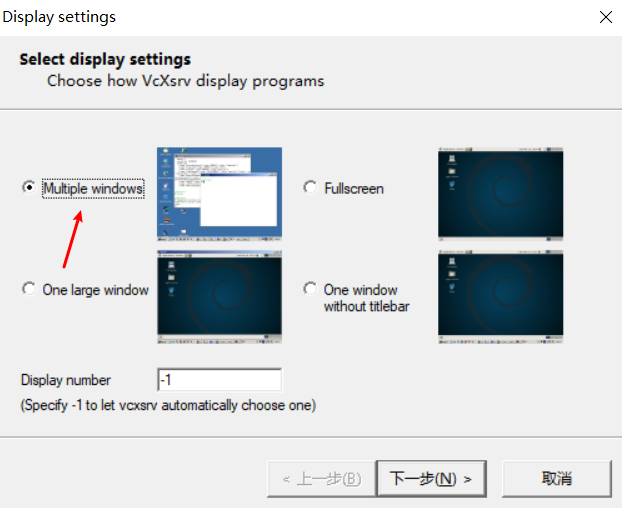 Display settings
Select display settings
Choose how VcXsrv display programs
Multiple windows
Fullscreen
One large window
One window
without titlebar
Display number
-1
(Specify -1 to let vcxsrv automatically choose one)
< 上一步(B)
下一步(N) >
取消